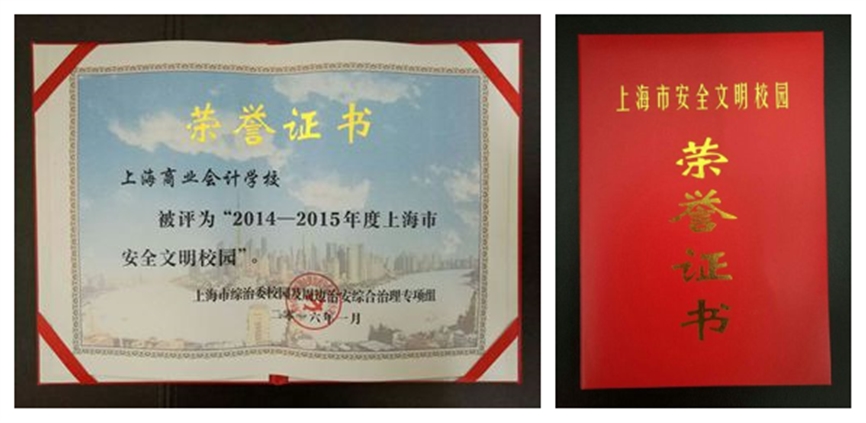 荣誉证书
上海商业会计学校
被评为“2014—2015年度上海市
安全文明校园”。
上海市综治委校园及周边治安综合治理专项组
二〇一六年一月
上海市安全文明校园
荣
誉
证
书